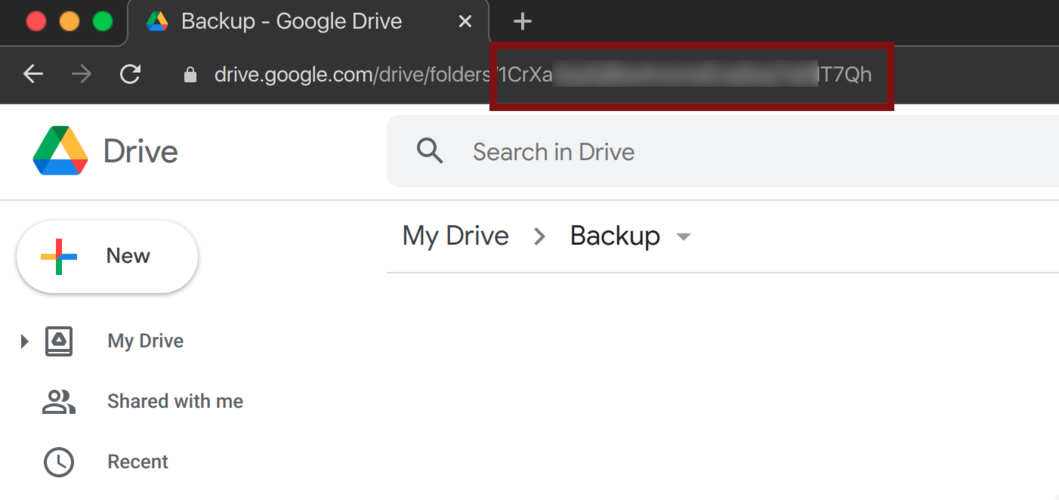 Backup - Google Drive
drive.google.com/drive/folders/1CrXa T7Qh
Drive
Search in Drive
My Drive > Backup
New
My Drive
Shared with me
Recent